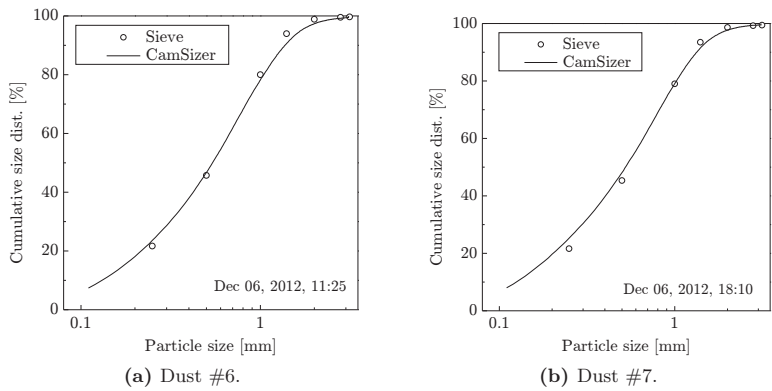 100
80
60
40
20
0
Cumulative size dist. [%]
Sieve
CamSizer
Dec 06, 2012, 11:25
0.1 1
Particle size [mm]
(a) Dust #6.
100
80
60
40
20
0
Cumulative size dist. [%]
Sieve
CamSizer
Dec 06, 2012, 18:10
0.1 1
Particle size [mm]
(b) Dust #7.